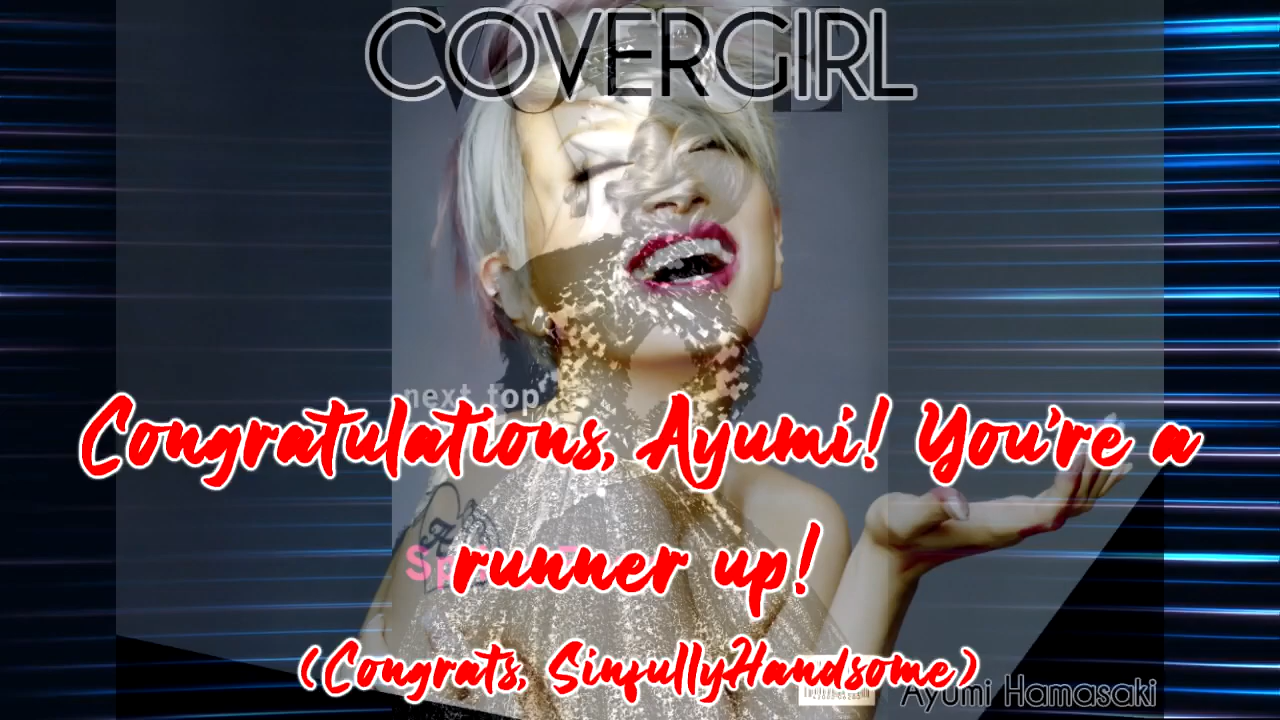 COVERGIRL
next top
Congratulations, Ayumi! You're a
runner up!
(Congrats, SinfullyHandsome)
Ayumi Hamasaki